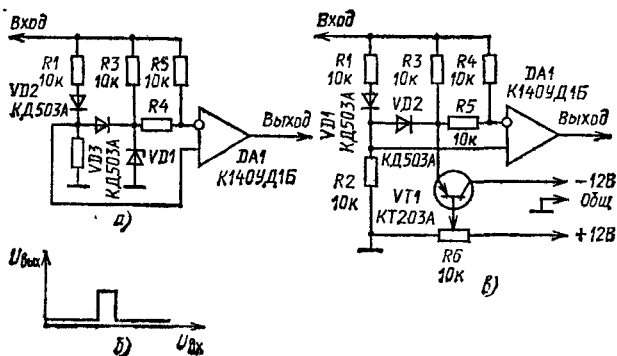 Вход
R1
10к
R3
10к
R5
10к
VD2
КД503А
R4
VD3
КД503А
VD1
DA1
К140УД1Б
Выход
а)
Uвых
Uвх
б)
Вход
R1
10к
R3
10к
R4
10к
DA1
К140УД1Б
VD1
КД503А
VD2
КД503А
R5
10к
Выход
R2
10к
VT1
КТ203А
-12В
Общ
+12В
R6
10к
в)